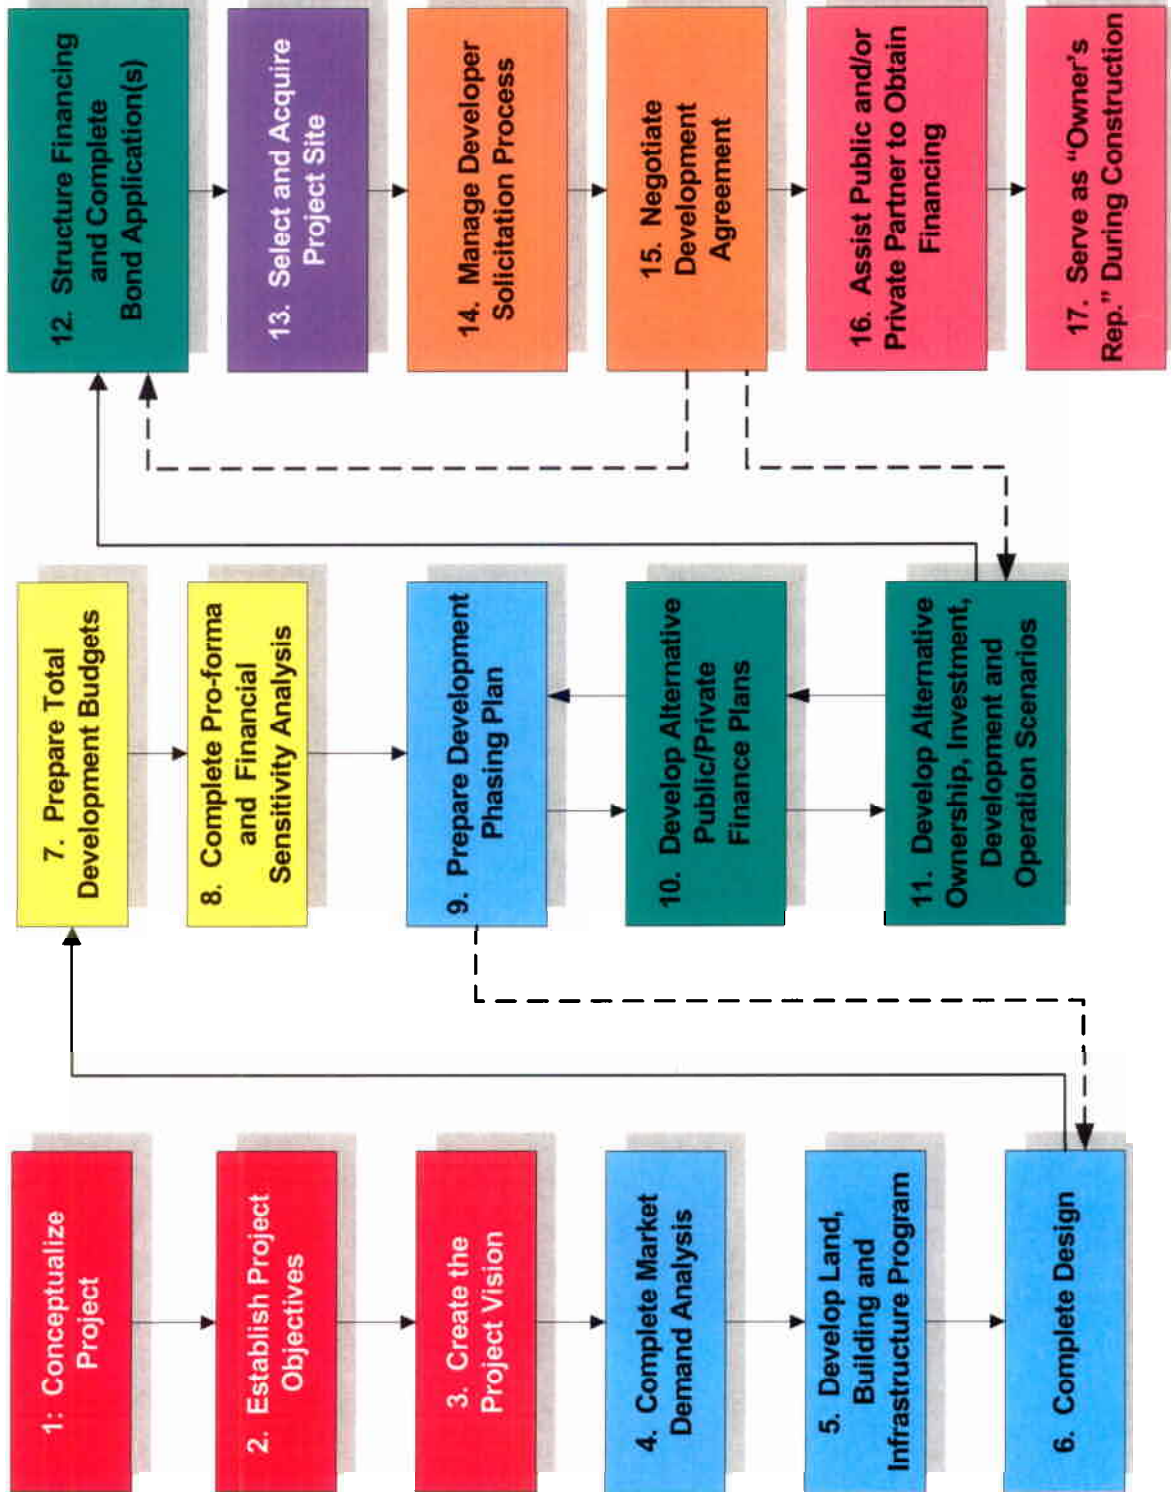 1: Conceptualize
Project
2. Establish Project
Objectives
3. Create the
Project Vision
4. Complete Market
Demand Analysis
5. Develop Land,
Building and
Infrastructure Program
6. Complete Design
7. Prepare Total
Development Budgets
8. Complete Pro-forma
and Financial
Sensitivity Analysis
9. Prepare Development
Phasing Plan
10. Develop Alternative
Public/Private
Finance Plans
11. Develop Alternative
Ownership, Investment,
Development and
Operation Scenarios
12. Structure Financing
and Complete
Bond Application(s)
13. Select and Acquire
Project Site
14. Manage Developer
Solicitation Process
15. Negotiate
Development
Agreement
16. Assist Public and/or
Private Partner to Obtain
Financing
17. Serve as “Owner's
Rep.” During Construction